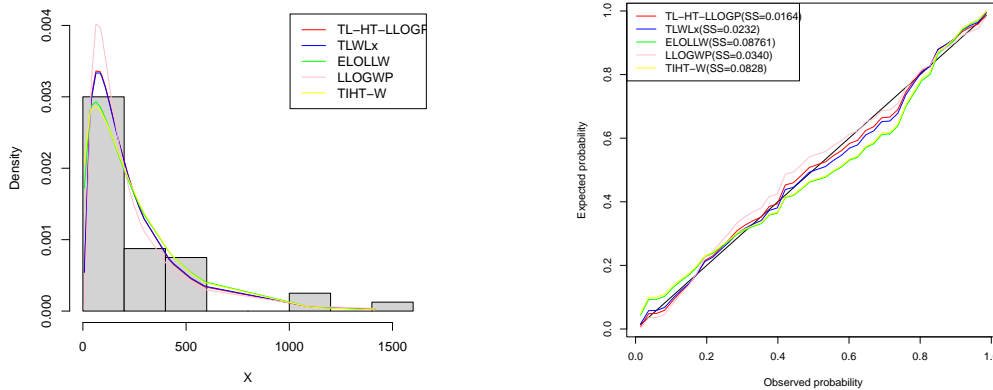 TL-HT-LLOGP
TLWLx
ELOLLW
LLOGWP
TIHT-W
Density
0.004
0.003
0.002
0.001
0.000
0 500 1000 1500
X
TL-HT-LLOGP(SS=0.0164)
TLWLx(SS=0.0232)
ELOLLW(SS=0.08761)
LLOGWP(SS=0.0340)
TIHT-W(SS=0.0828)
Expected probability
1.0
0.8
0.6
0.4
0.2
0.0
0.0 0.2 0.4 0.6 0.8 1.0
Observed probability